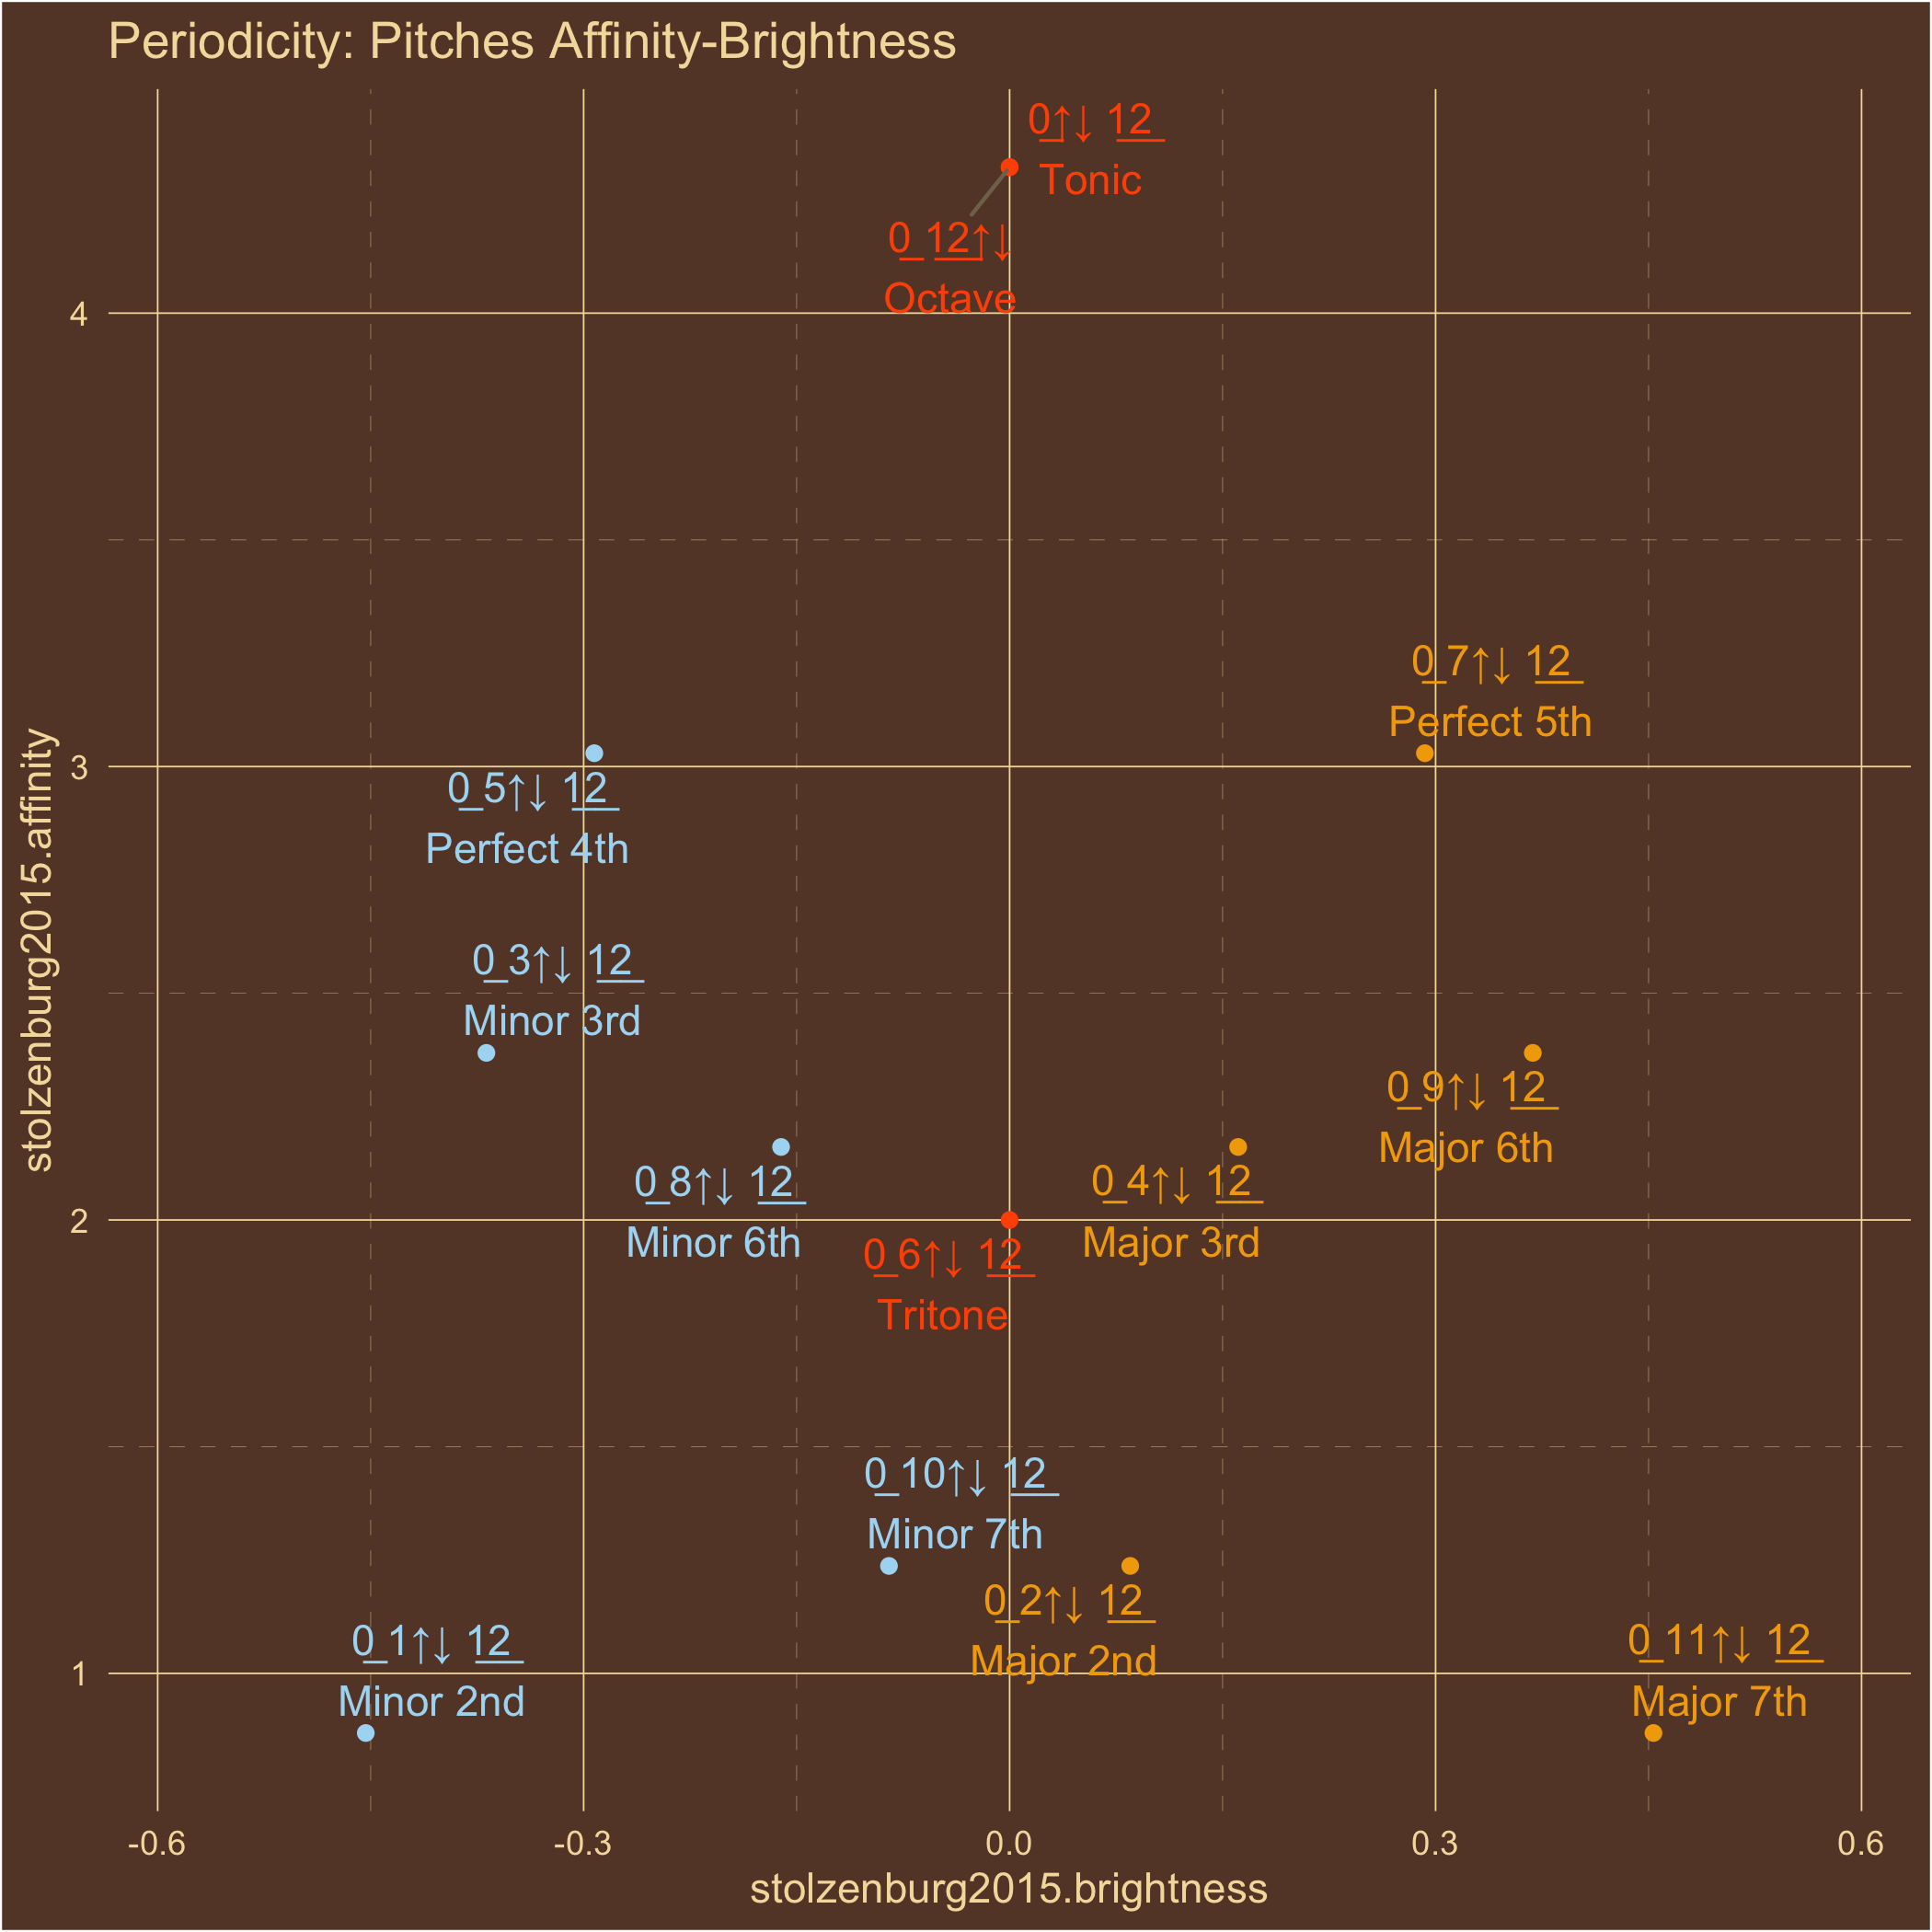 Periodicity: Pitches Affinity-Brightness
0↑↓ 12
Tonic
0 12↑↓
Octave
4
0 7↑↓ 12
Perfect 5th
3
0 5↑↓ 12
Perfect 4th
stolzenburg2015.affinity
0 3↑↓ 12
Minor 3rd
0 9↑↓ 12
Major 6th
0 8↑↓ 12
Minor 6th
0 4↑↓ 12
Major 3rd
2
0 6↑↓ 12
Tritone
0 10↑↓ 12
Minor 7th
0 2↑↓ 12
Major 2nd
0 1↑↓ 12
Minor 2nd
0 11↑↓ 12
Major 7th
1
-0.6 -0.3 0.0 0.3 0.6
stolzenburg2015.brightness